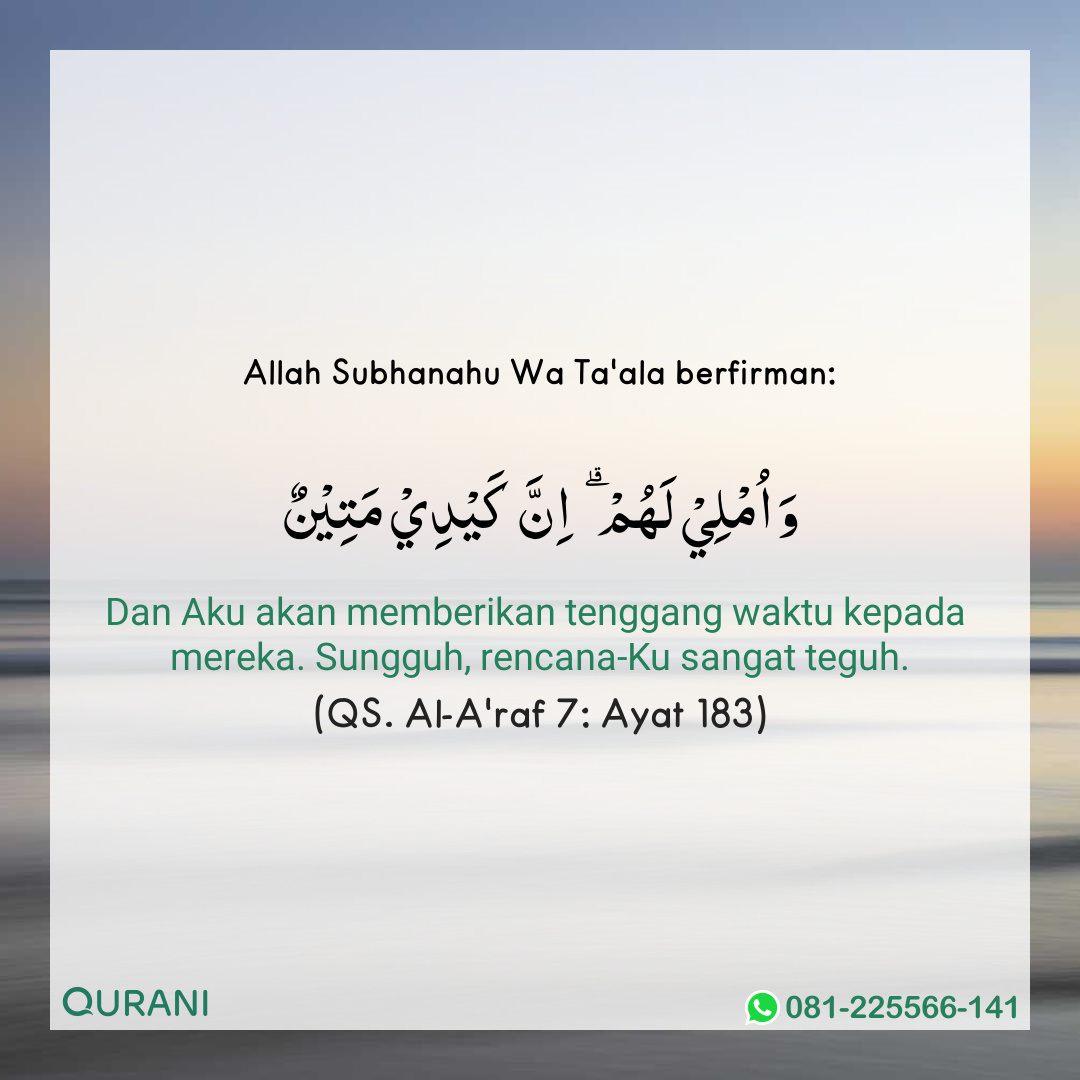 Allah Subhanahu Wa Ta'ala berfirman:
وَاُمْلِيْ لَهُمْ ۗ اِنَّ كَيْدِيْ مَتِيْنٌ
Dan Aku akan memberikan tenggang waktu kepada
mereka. Sungguh, rencana-Ku sangat teguh.
(QS. Al-A'raf 7: Ayat 183)
QURANI
081-225566-141